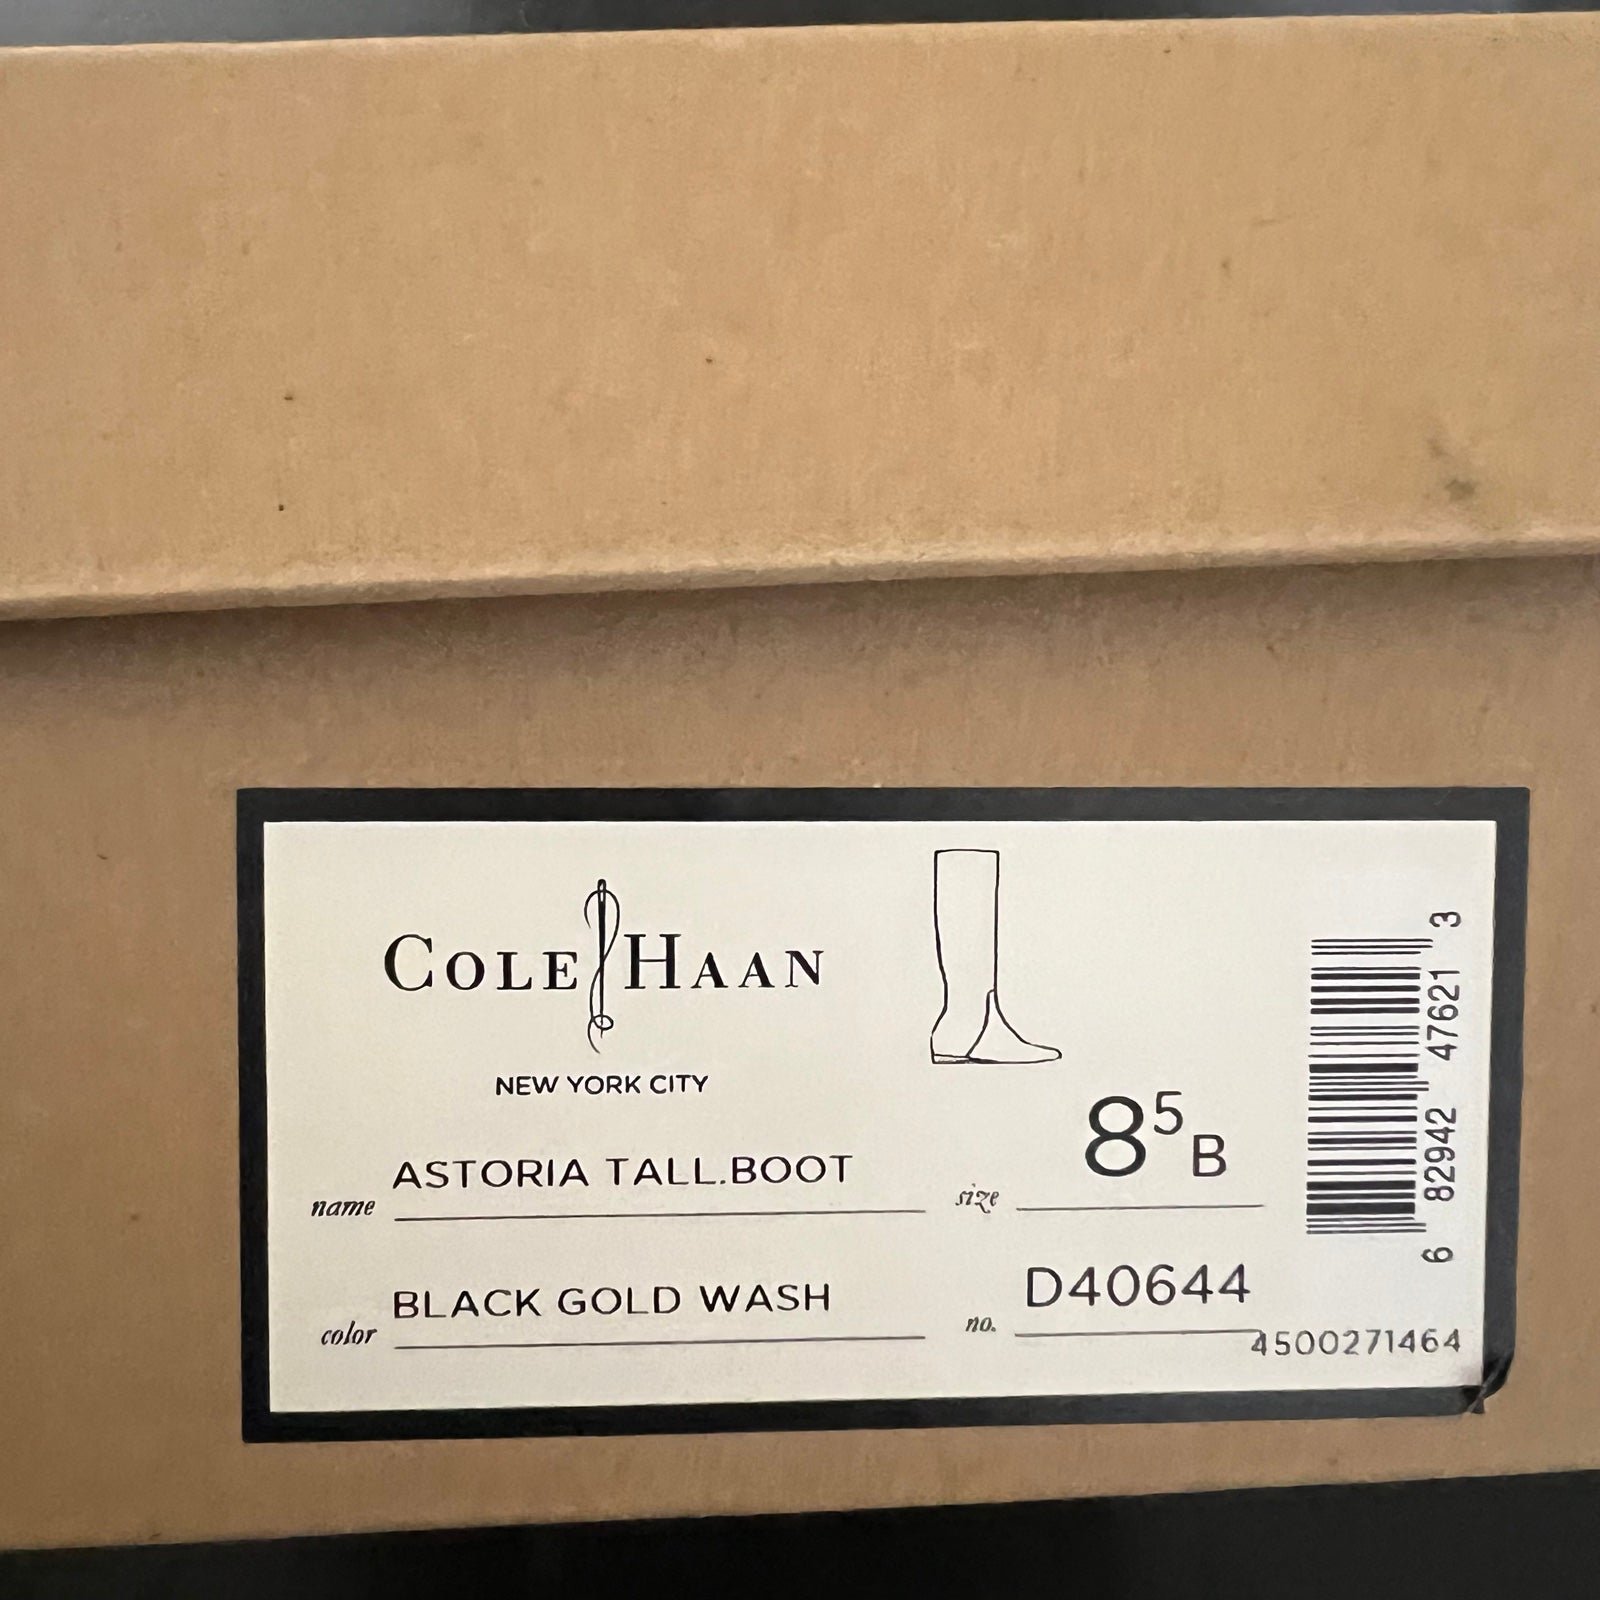 COLE HAAN
NEW YORK CITY
name ASTORIA TALL.BOOT
size 8⁵ B
color BLACK GOLD WASH
no. D40644
4500271464
6 82942 47621 3